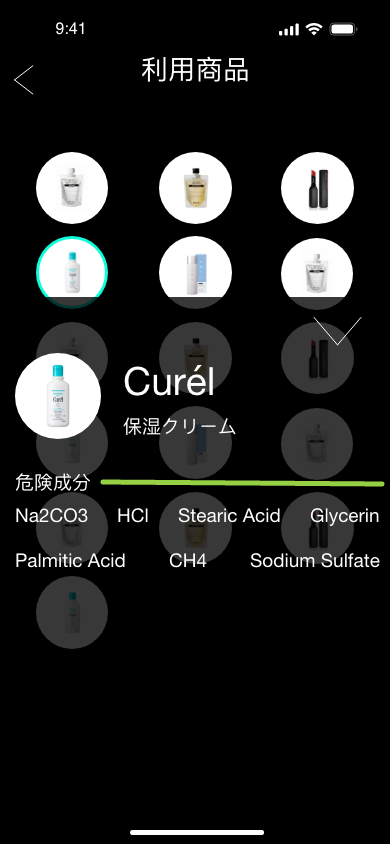 9:41
利用商品
Curél
Curél
保湿クリーム
危険成分
Na2CO3 HCl Stearic Acid Glycerin
Palmitic Acid CH4 Sodium Sulfate